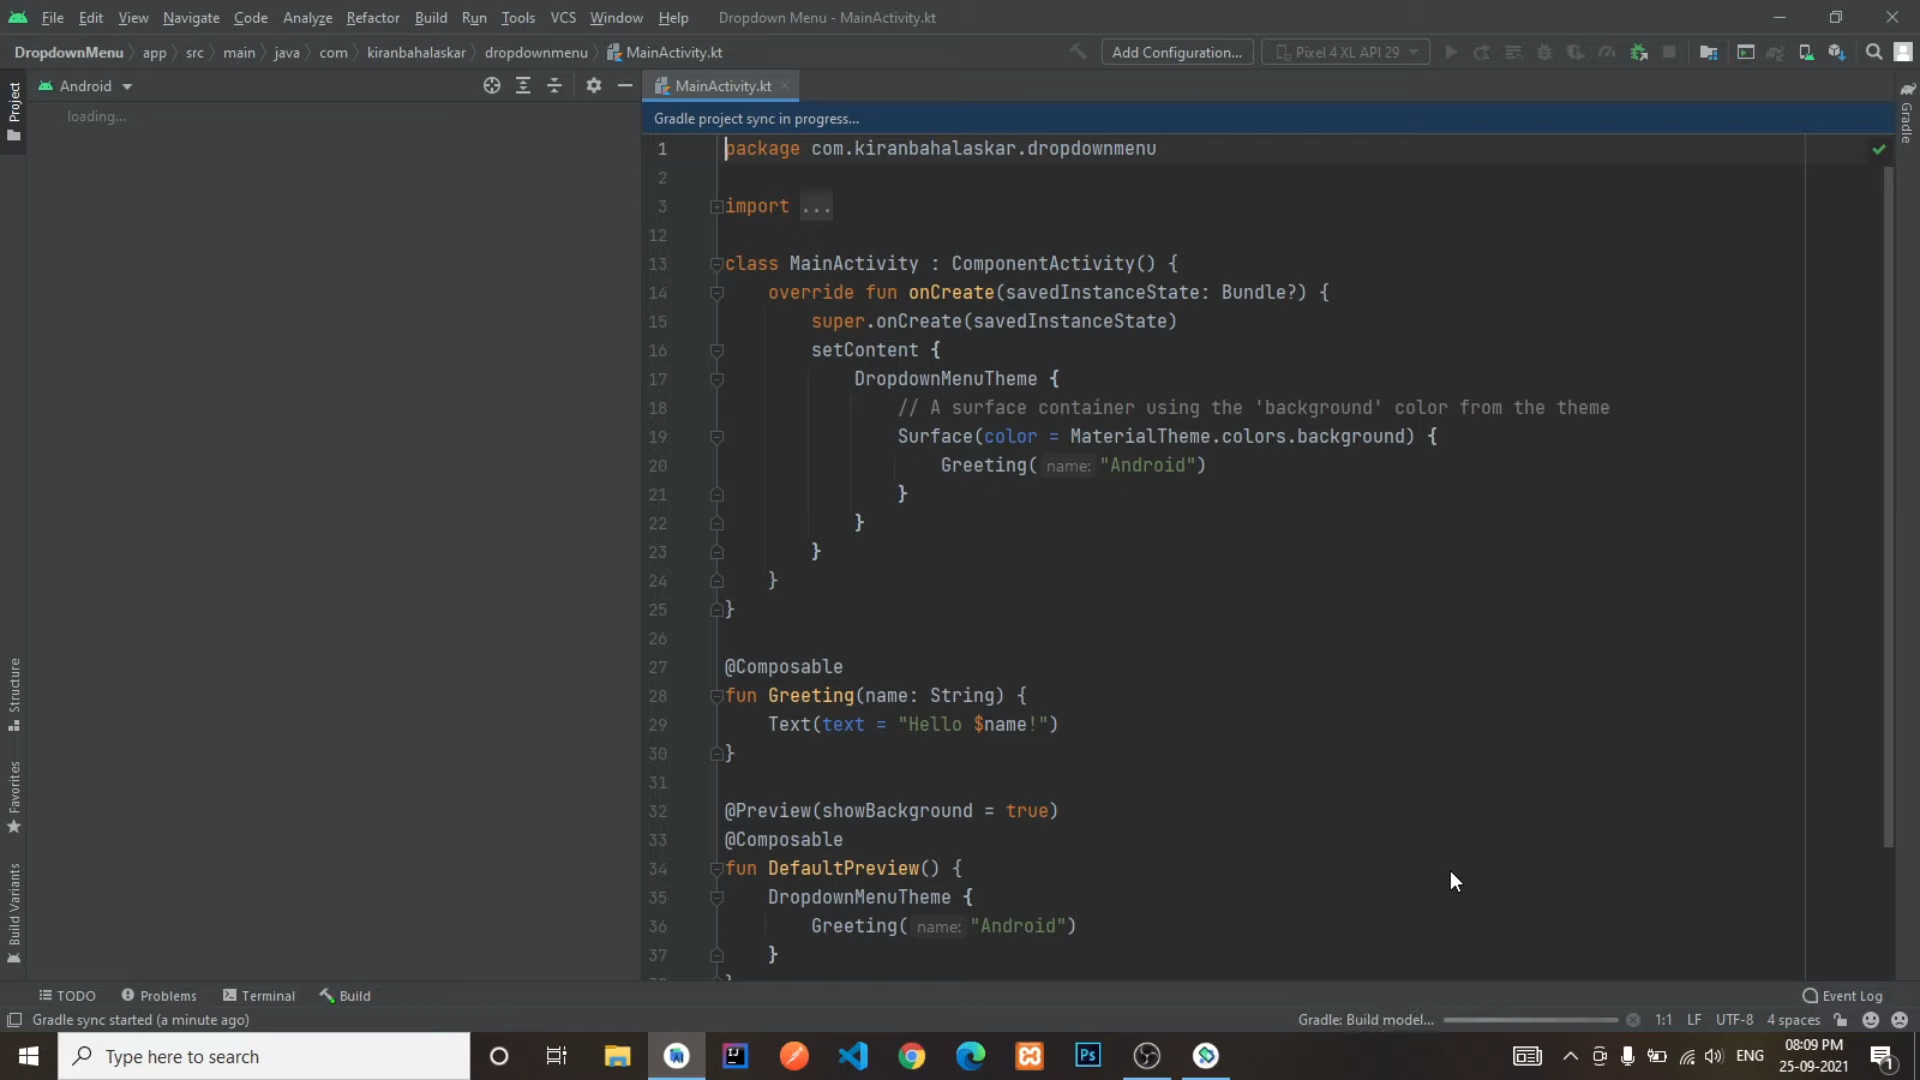 File Edit View Navigate Code Analyze Refactor Build Run Tools VCS Window Help Dropdown Menu - MainActivity.kt
DropdownMenu app src main java com kiranbahalaskar dropdownmenu MainActivity.kt Add Configuration... Pixel 4 XL API 29
Project
Android
MainActivity.kt
Gradle
loading...
Gradle project sync in progress...
1 package com.kiranbahalaskar.dropdownmenu
2
3 import ...
12
13 class MainActivity : ComponentActivity() {
14 override fun onCreate(savedInstanceState: Bundle?) {
15 super.onCreate(savedInstanceState)
16 setContent {
17 DropdownMenuTheme {
18 // A surface container using the 'background' color from the theme
19 Surface(color = MaterialTheme.colors.background) {
20 Greeting( name: "Android")
21 }
22 }
23 }
24 }
25 }
26
27 @Composable
28 fun Greeting(name: String) {
29 Text(text = "Hello $name!")
30 }
31
32 @Preview(showBackground = true)
33 @Composable
34 fun DefaultPreview() {
35 DropdownMenuTheme {
36 Greeting( name: "Android")
37 }
Structure
Favorites
Build Variants
TODO Problems Terminal Build Event Log
Gradle sync started (a minute ago) Gradle: Build model... 1:1 LF UTF-8 4 spaces
Type here to search
IJ
Ps
ENG
08:09 PM
25-09-2021
1